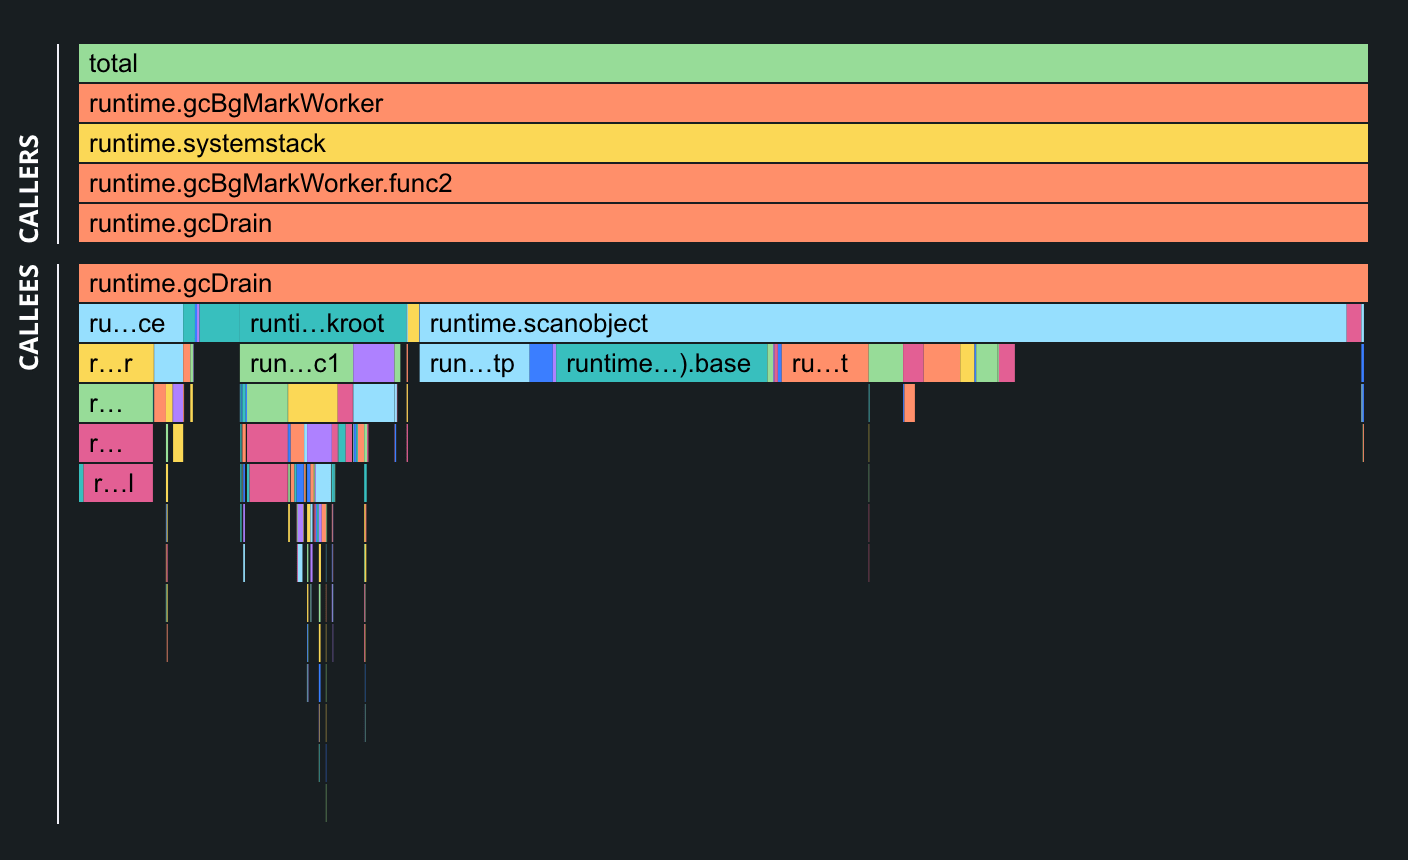 CALLERS
total
runtime.gcBgMarkWorker
runtime.systemstack
runtime.gcBgMarkWorker.func2
runtime.gcDrain
CALLEES
runtime.gcDrain
ru…ce runti…kroot runtime.scanobject
r…r run…c1 run…tp runtime…).base ru…t
r…
r…
r…l